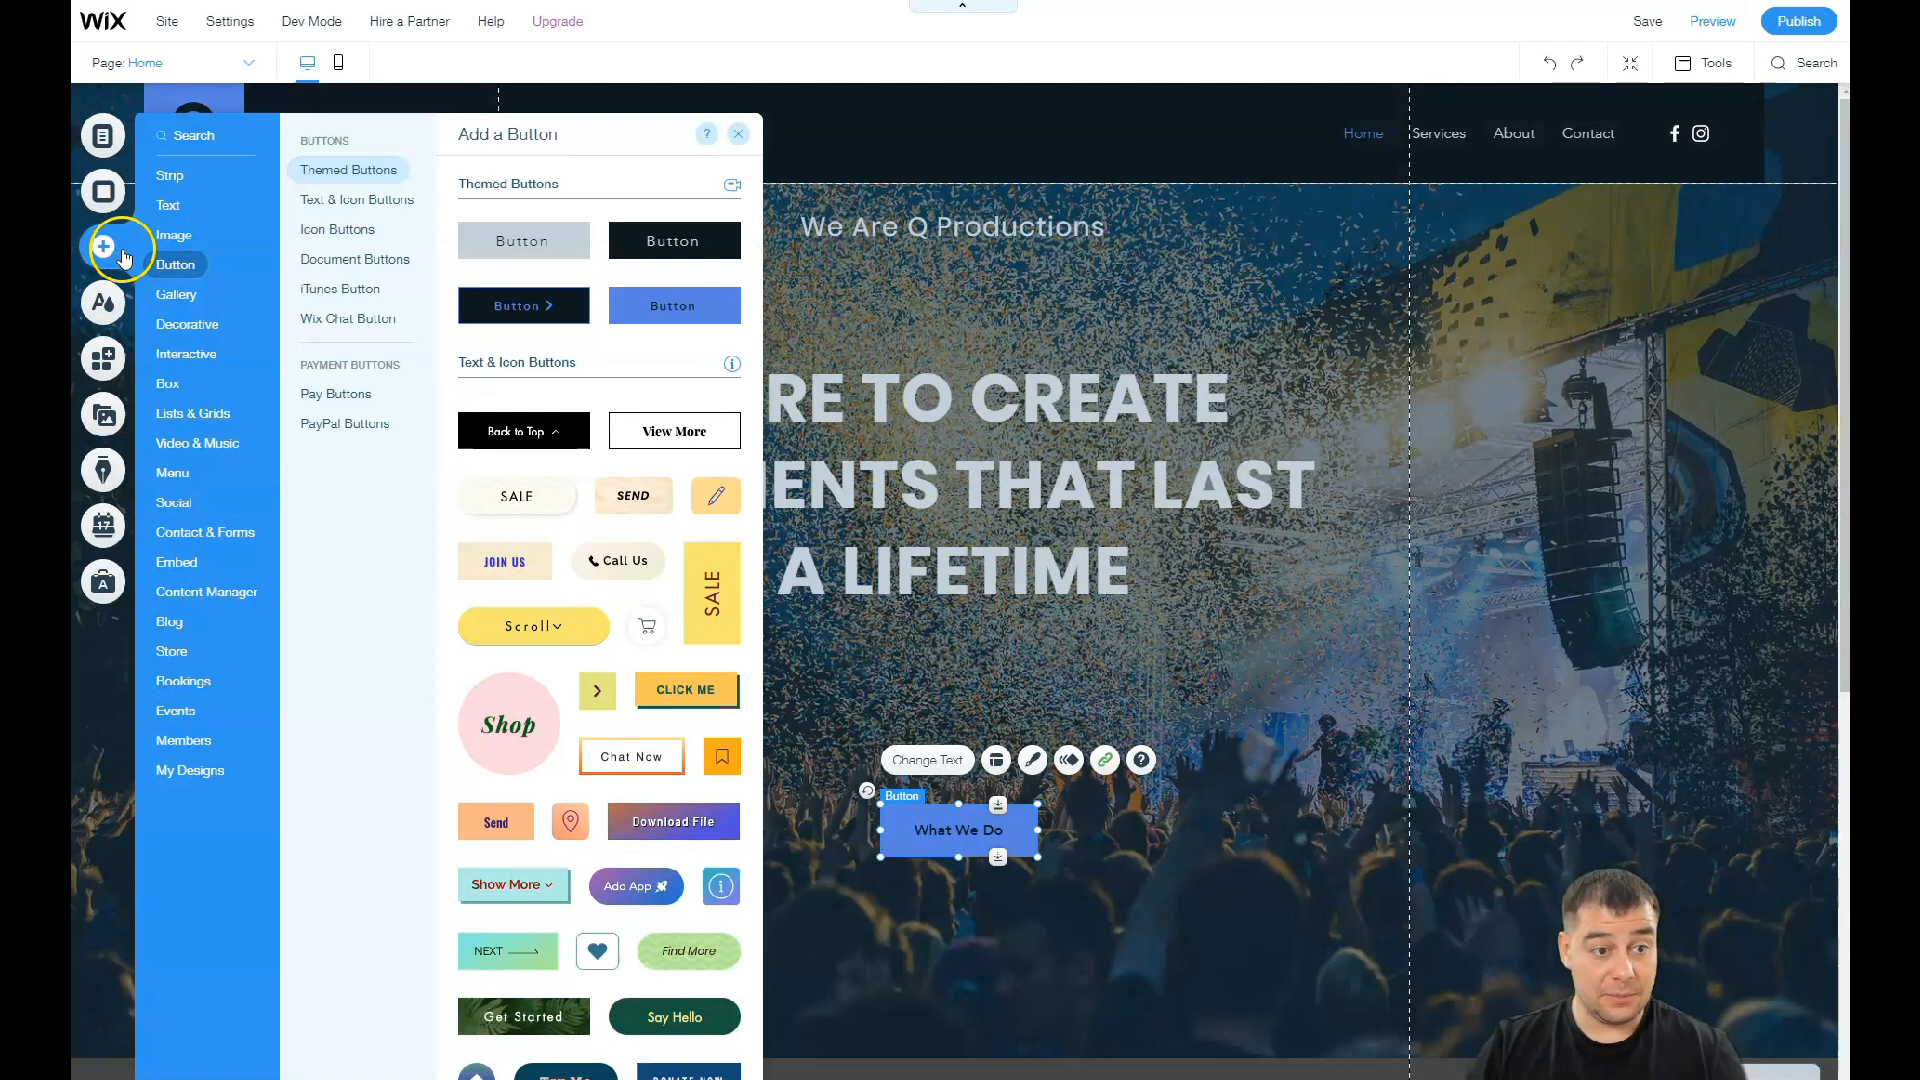 WiX
Site
Settings
Dev Mode
Hire a Partner
Help
Upgrade
Save
Preview
Publish
Page: Home
Tools
Search
Home
Services
About
Contact
Search
Strip
Text
Image
Button
Gallery
Decorative
Interactive
Box
Lists & Grids
Video & Music
Menu
Social
Contact & Forms
Embed
Content Manager
Blog
Store
Bookings
Events
Members
My Designs
BUTTONS
Themed Buttons
Text & Icon Buttons
Icon Buttons
Document Buttons
iTunes Button
Wix Chat Button
PAYMENT BUTTONS
Pay Buttons
PayPal Buttons
Add a Button
?
Themed Buttons
Button
Button
Button
Button
Text & Icon Buttons
Back to Top
View More
SALE
SEND
JOIN US
Call Us
SALE
Scroll
Shop
CLICK ME
Chat Now
Send
Download File
Show More
Add App
NEXT
Find More
Get Started
Say Hello
DONATE NOW
We Are Q Productions
RE TO CREATE
ENTS THAT LAST
A LIFETIME
Change Text
?
Button
What We Do
17
A
A